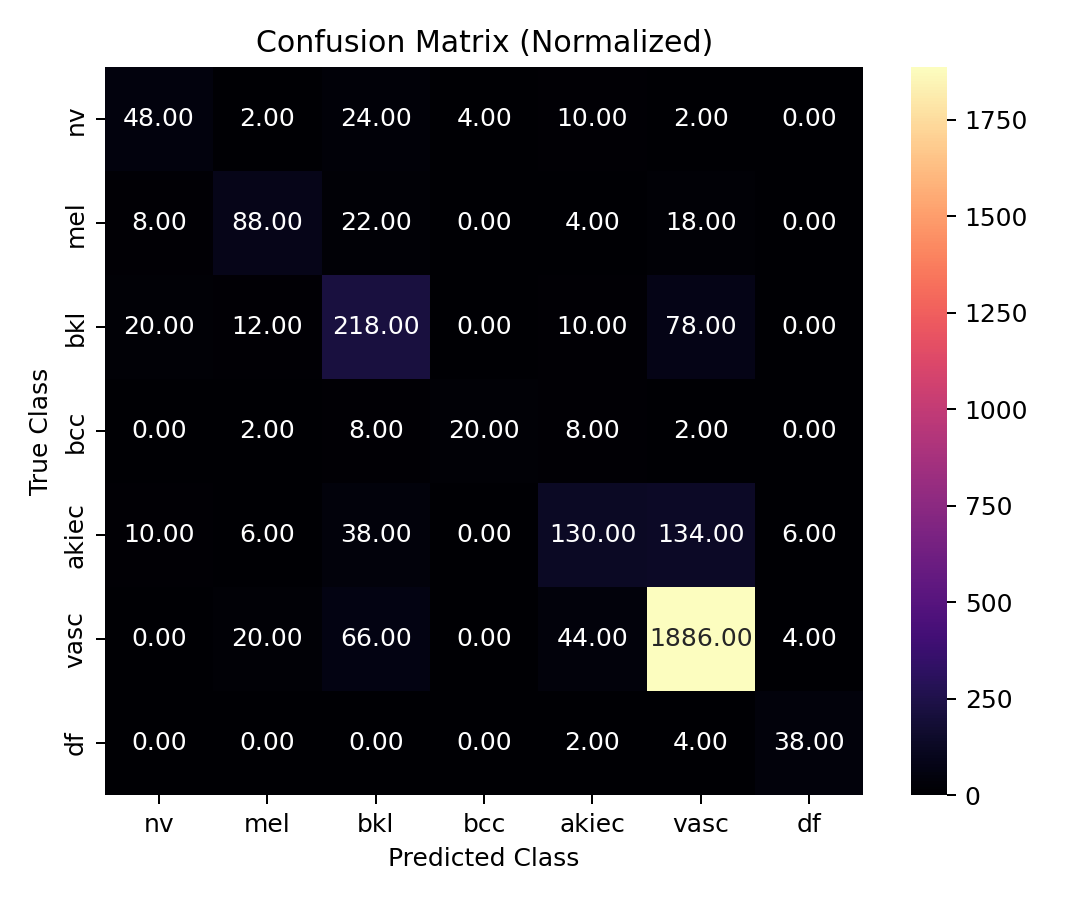 Confusion Matrix (Normalized)
nv 48.00 2.00 24.00 4.00 10.00 2.00 0.00
mel 8.00 88.00 22.00 0.00 4.00 18.00 0.00
bkl 20.00 12.00 218.00 0.00 10.00 78.00 0.00
bcc 0.00 2.00 8.00 20.00 8.00 2.00 0.00
akiec 10.00 6.00 38.00 0.00 130.00 134.00 6.00
vasc 0.00 20.00 66.00 0.00 44.00 1886.00 4.00
df 0.00 0.00 0.00 0.00 2.00 4.00 38.00
nv mel bkl bcc akiec vasc df
Predicted Class
True Class
1750
1500
1250
1000
750
500
250
0